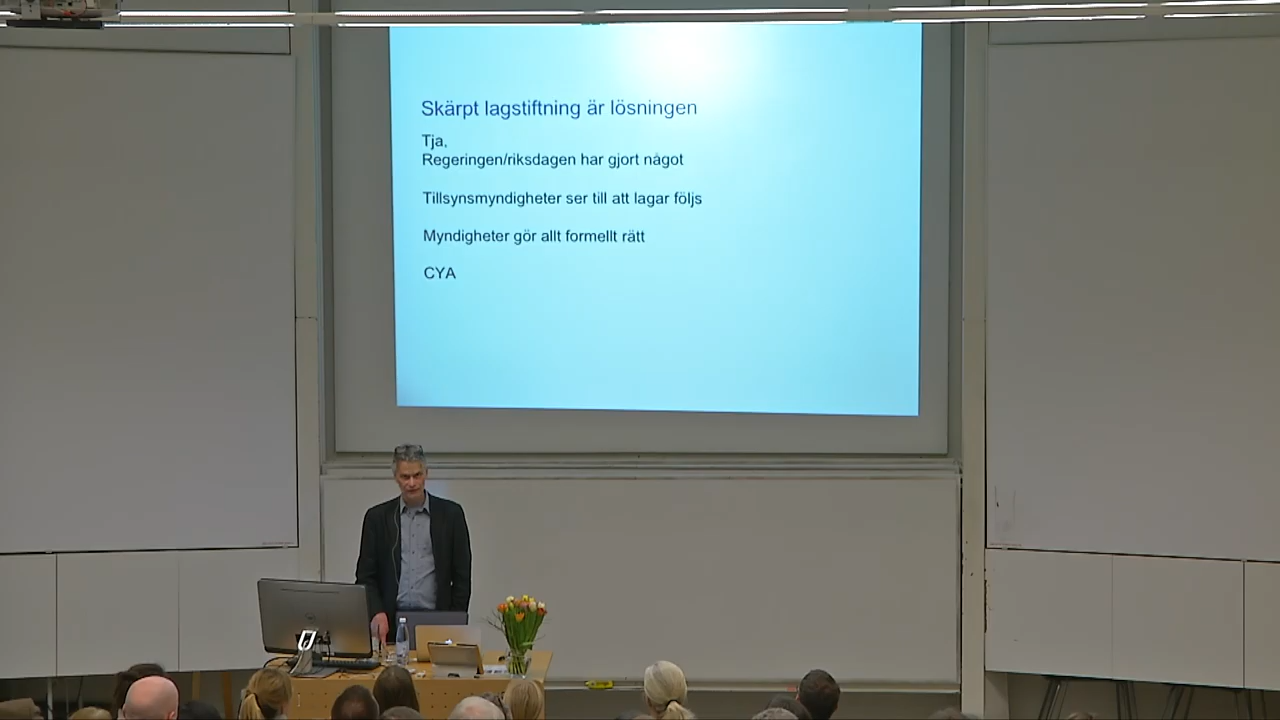 Skärpt lagstiftning är lösningen
Tja,
Regeringen/riksdagen har gjort något
Tillsynsmyndigheter ser till att lagar följs
Myndigheter gör allt formellt rätt
CYA